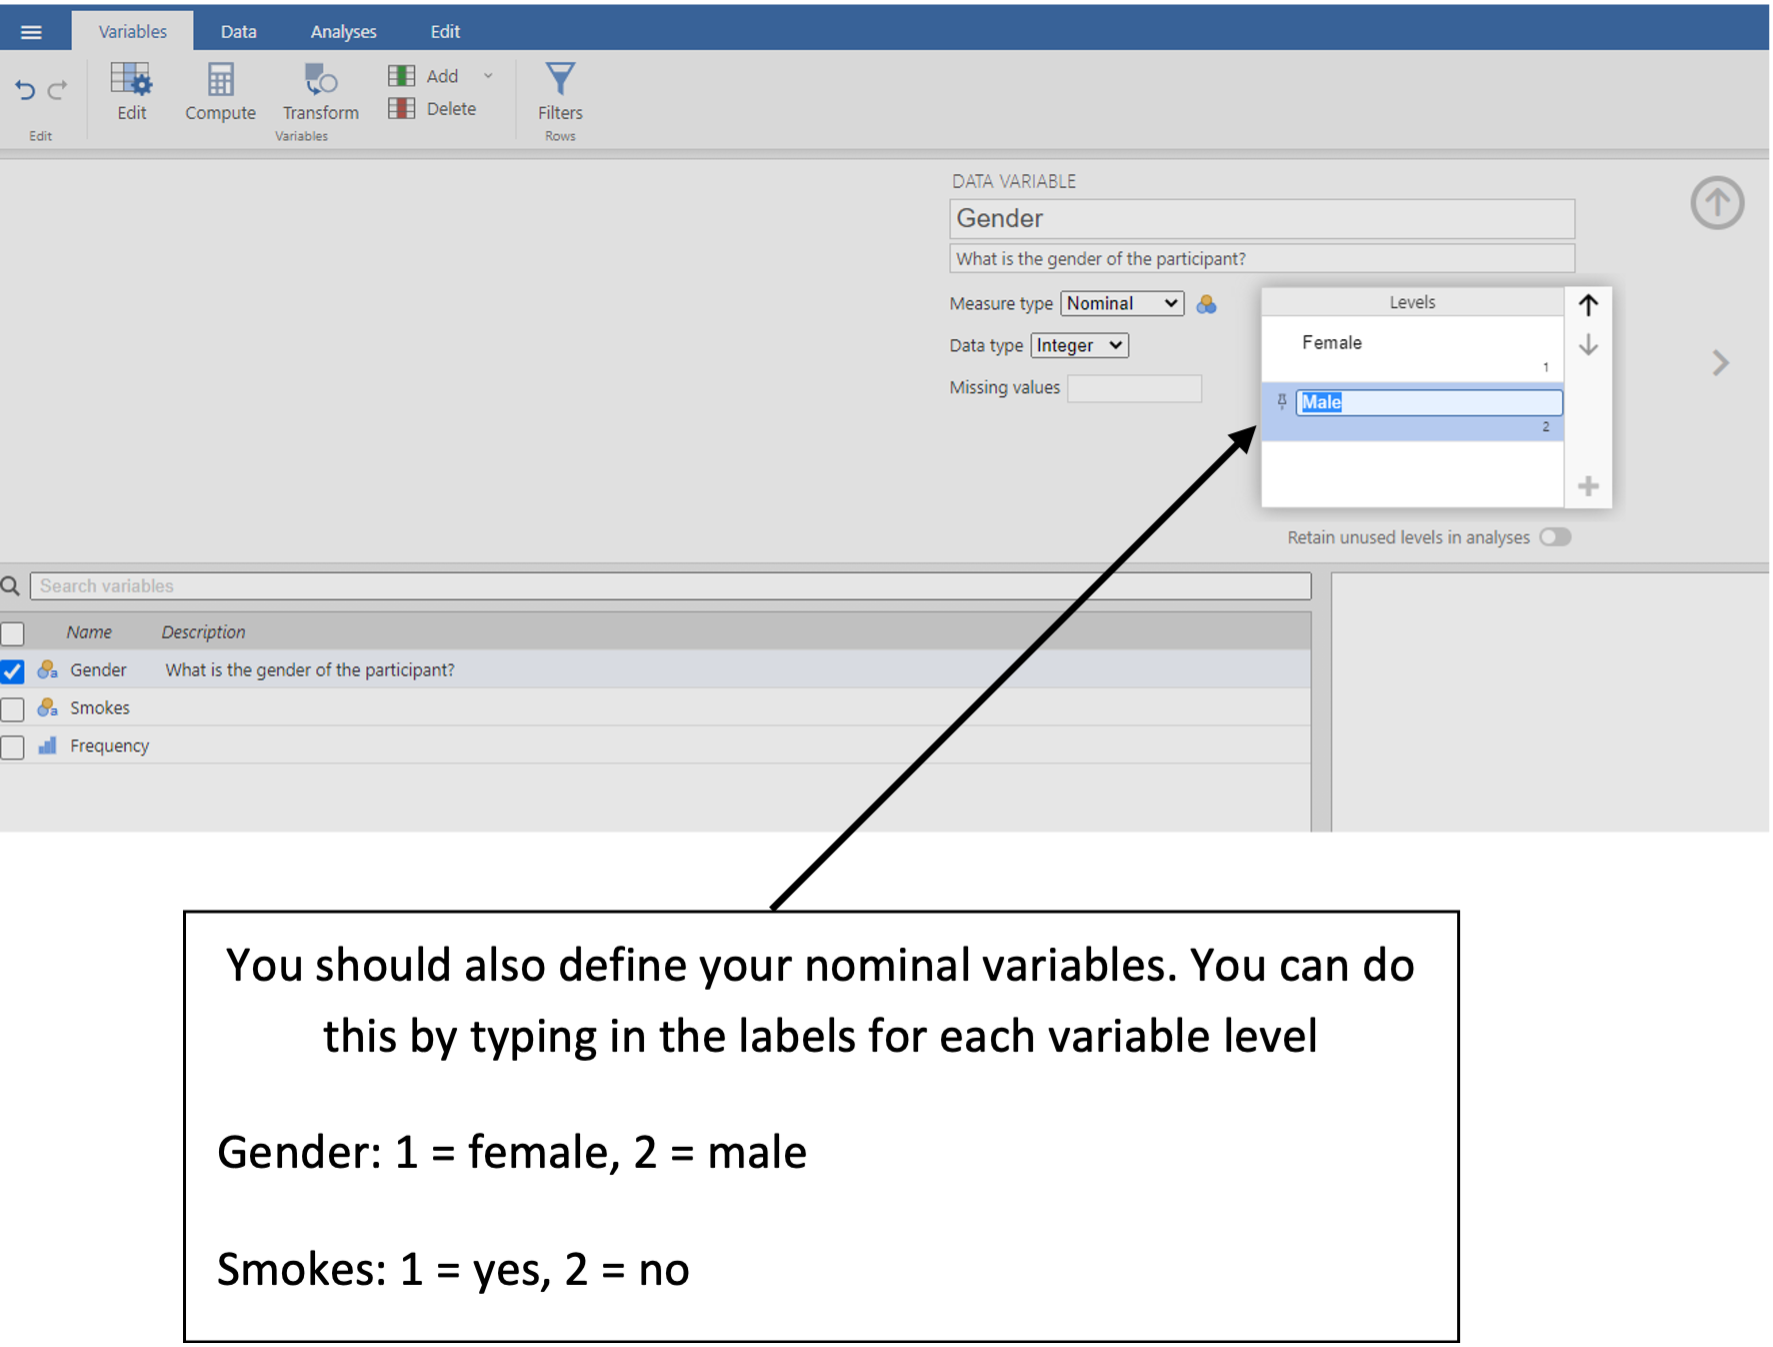 Variables Data Analyses Edit
Edit Compute Transform Add Delete Filters
Edit Variables Rows
DATA VARIABLE
Gender
What is the gender of the participant?
Measure type Nominal
Data type Integer
Missing values
Levels
Female
1
Male
2
Retain unused levels in analyses
Search variables
Name Description
Gender What is the gender of the participant?
Smokes
Frequency
You should also define your nominal variables. You can do
this by typing in the labels for each variable level
Gender: 1 = female, 2 = male
Smokes: 1 = yes, 2 = no